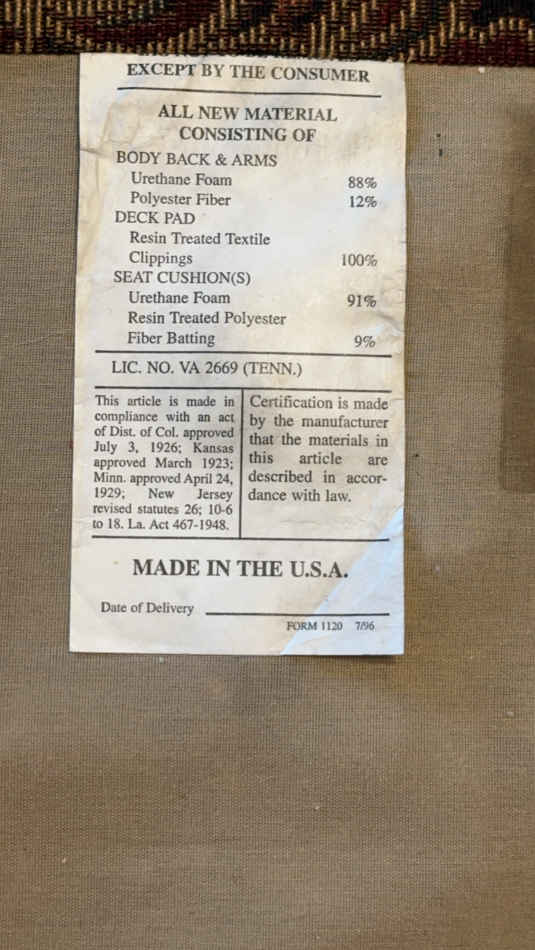 EXCEPT BY THE CONSUMER
ALL NEW MATERIAL
CONSISTING OF
BODY BACK & ARMS
Urethane Foam 88%
Polyester Fiber 12%
DECK PAD
Resin Treated Textile
Clippings 100%
SEAT CUSHION(S)
Urethane Foam 91%
Resin Treated Polyester
Fiber Batting 9%
LIC. NO. VA 2669 (TENN.)
This article is made in
compliance with an act
of Dist. of Col. approved
July 3, 1926; Kansas
approved March 1923;
Minn. approved April 24,
1929; New Jersey
revised statutes 26; 10-6
to 18. La. Act 467-1948.
Certification is made
by the manufacturer
that the materials in
this article are
described in accor-
dance with law.
MADE IN THE U.S.A.
Date of Delivery
FORM 1120 7/96